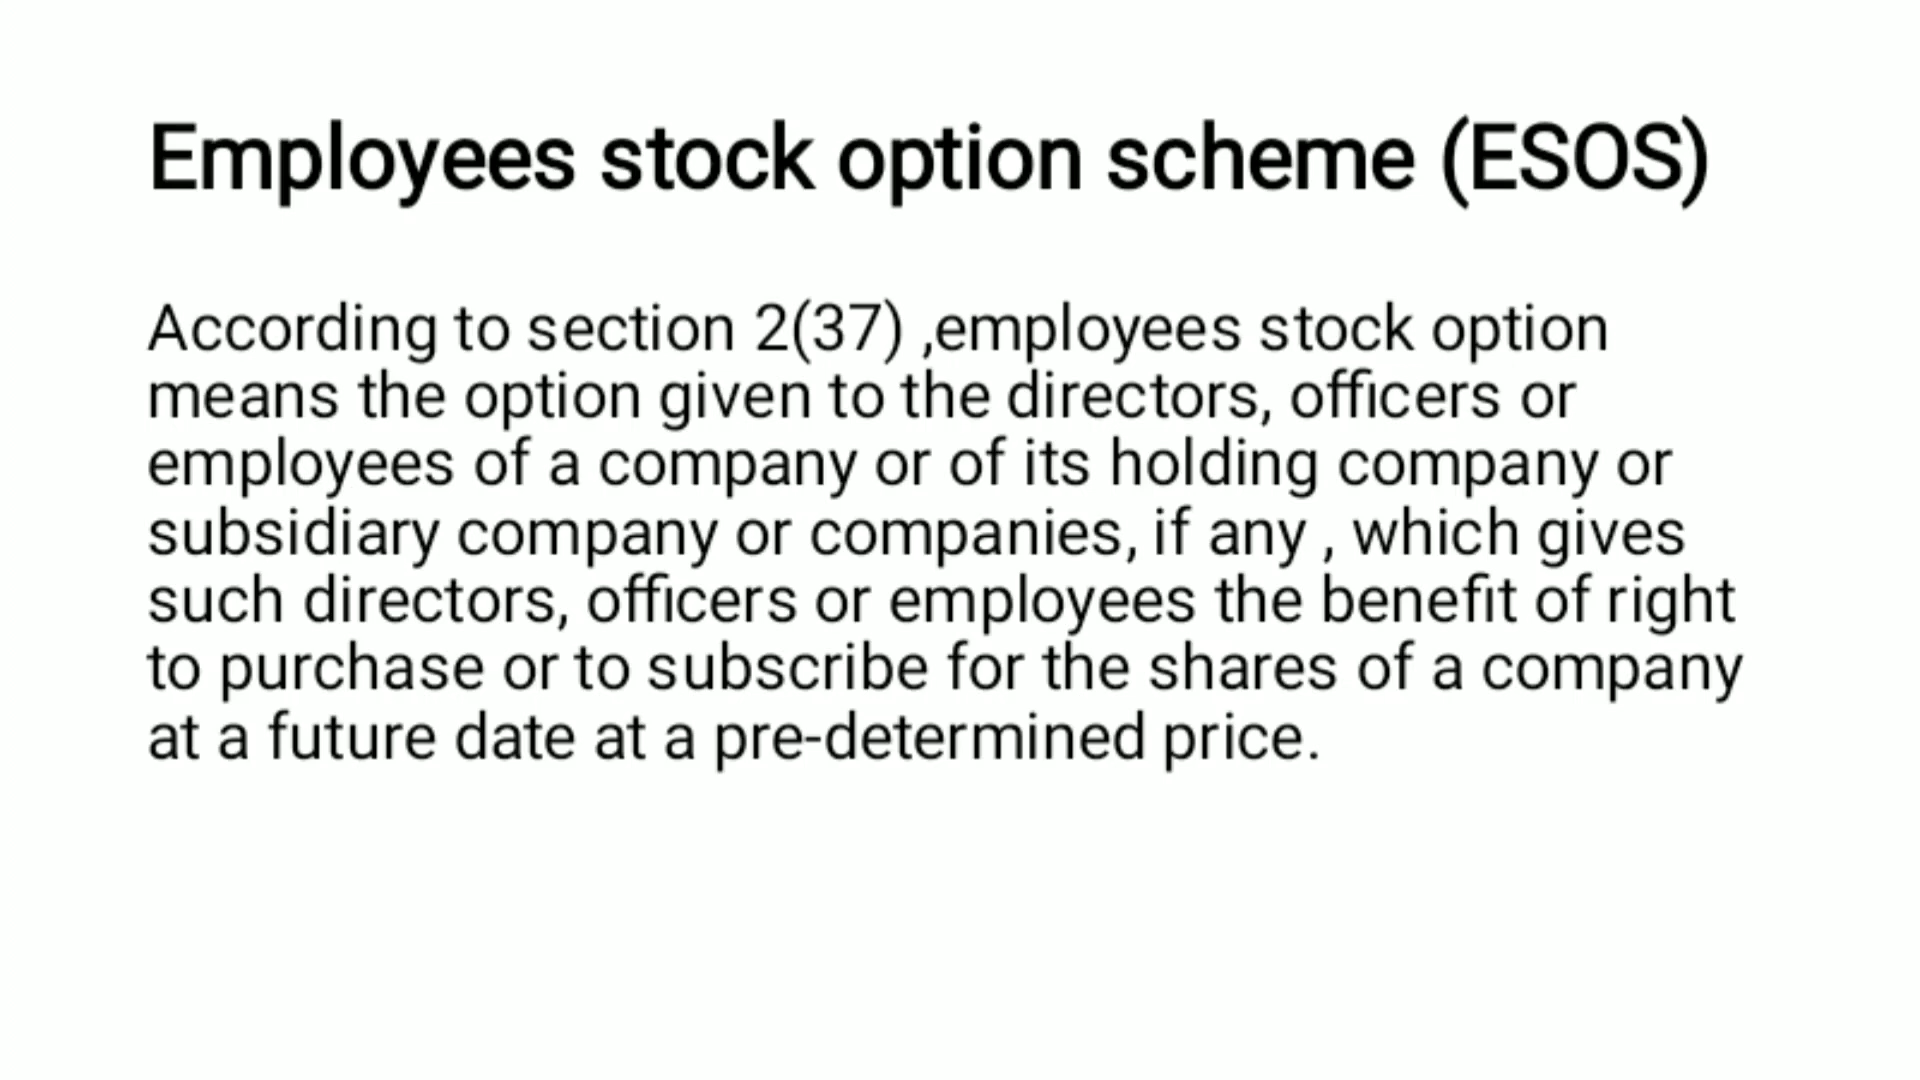 Employees stock option scheme (ESOS)
According to section 2(37) ,employees stock option
means the option given to the directors, officers or
employees of a company or of its holding company or
subsidiary company or companies, if any , which gives
such directors, officers or employees the benefit of right
to purchase or to subscribe for the shares of a company
at a future date at a pre-determined price.